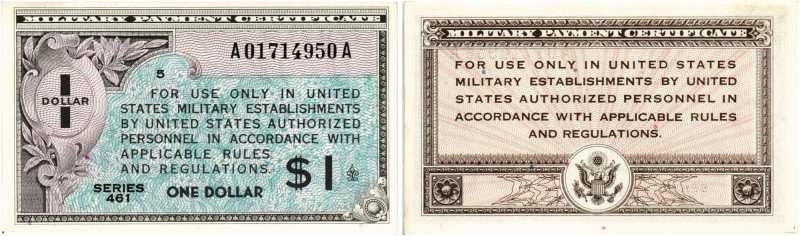 MILITARY PAYMENT CERTIFICATE
A01714950A
5
1
DOLLAR
FOR USE ONLY IN UNITED
STATES MILITARY ESTABLISHMENTS
BY UNITED STATES AUTHORIZED
PERSONNEL IN ACCORDANCE WITH
APPLICABLE RULES
AND REGULATIONS.
SERIES
461
ONE DOLLAR
$1
MILITARY PAYMENT CERTIFICATE
FOR USE ONLY IN UNITED STATES
MILITARY ESTABLISHMENTS BY UNITED
STATES AUTHORIZED PERSONNEL IN
ACCORDANCE WITH APPLICABLE RULES
AND REGULATIONS.